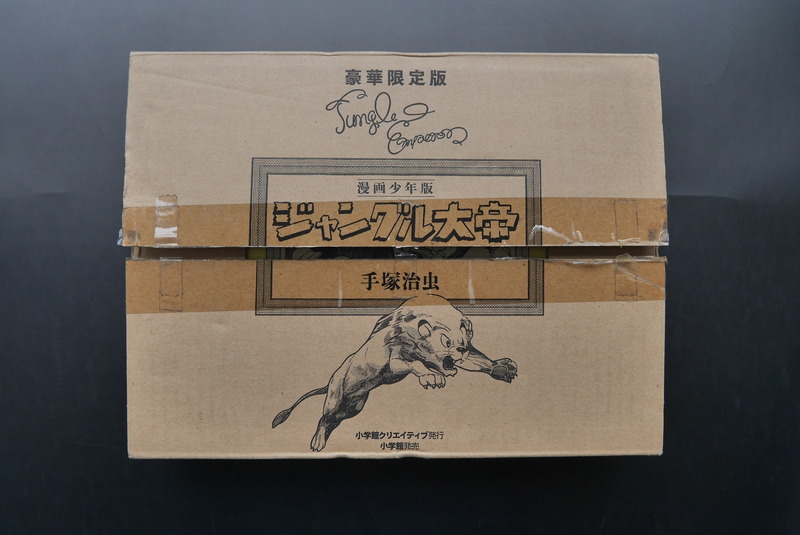 豪華限定版
Jungle
Emperor
漫画少年版
ジャングル大帝
手塚治虫
小学館クリエイティブ発行
小学館発売